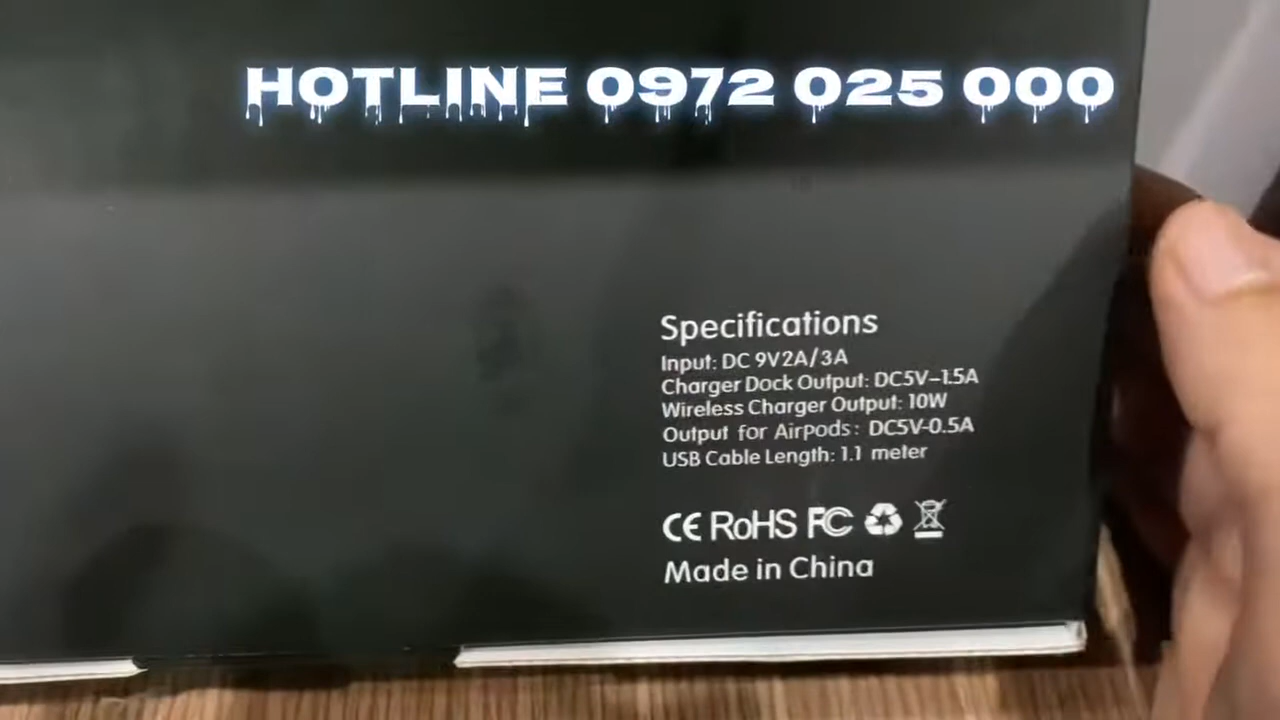 HOTLINE 0972 025 000
Specifications
Input: DC 9V2A/3A
Charger Dock Output: DC5V-1.5A
Wireless Charger Output: 10W
Output for AirPods: DC5V-0.5A
USB Cable Length: 1.1 meter
CE RoHS FC
Made in China